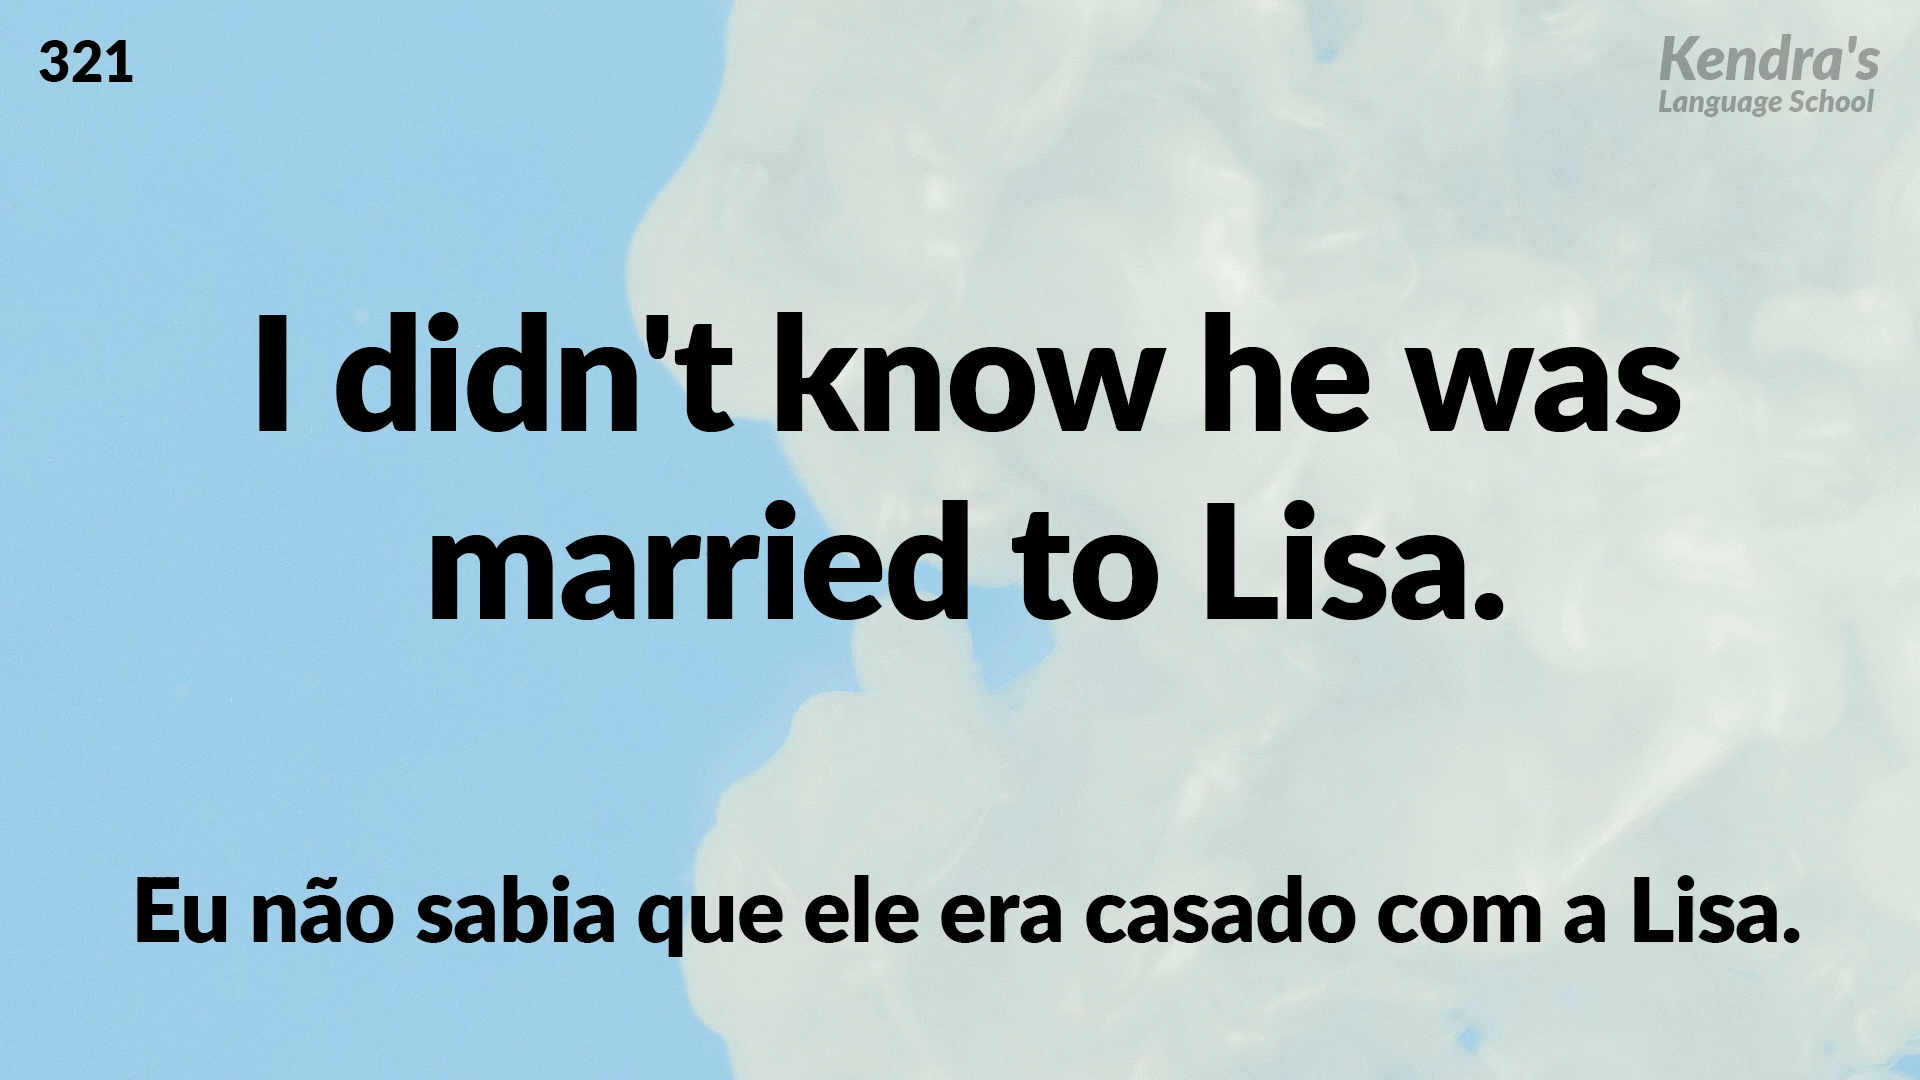 321
Kendra's
Language School
I didn't know he was
married to Lisa.
Eu não sabia que ele era casado com a Lisa.